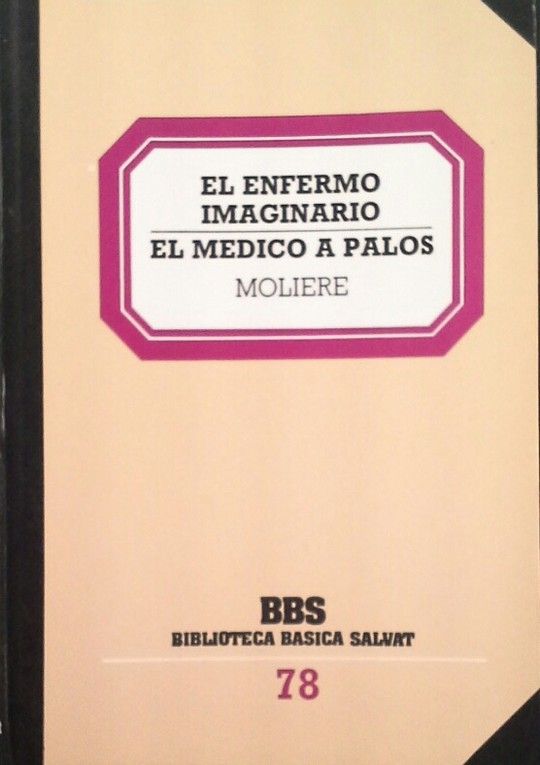 EL ENFERMO
IMAGINARIO
EL MEDICO A PALOS
MOLIERE
BBS
BIBLIOTECA BASICA SALVAT
78